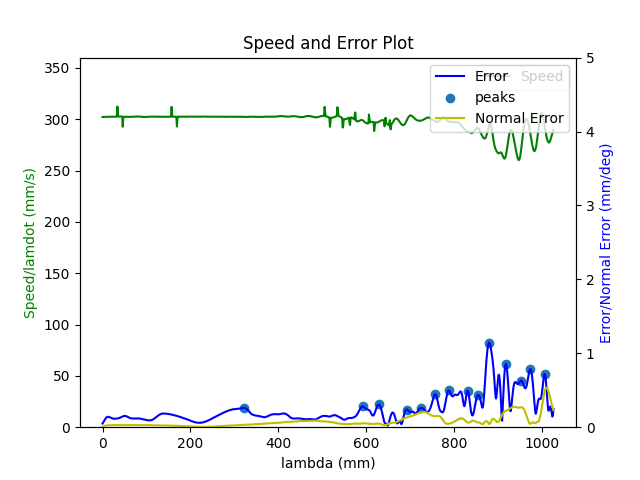 Speed and Error Plot
Speed/lamdot (mm/s)
350
300
250
200
150
100
50
0
Error
Speed
peaks
Normal Error
5
4
3
2
1
0
Error/Normal Error (mm/deg)
0
200
400
600
800
1000
lambda (mm)